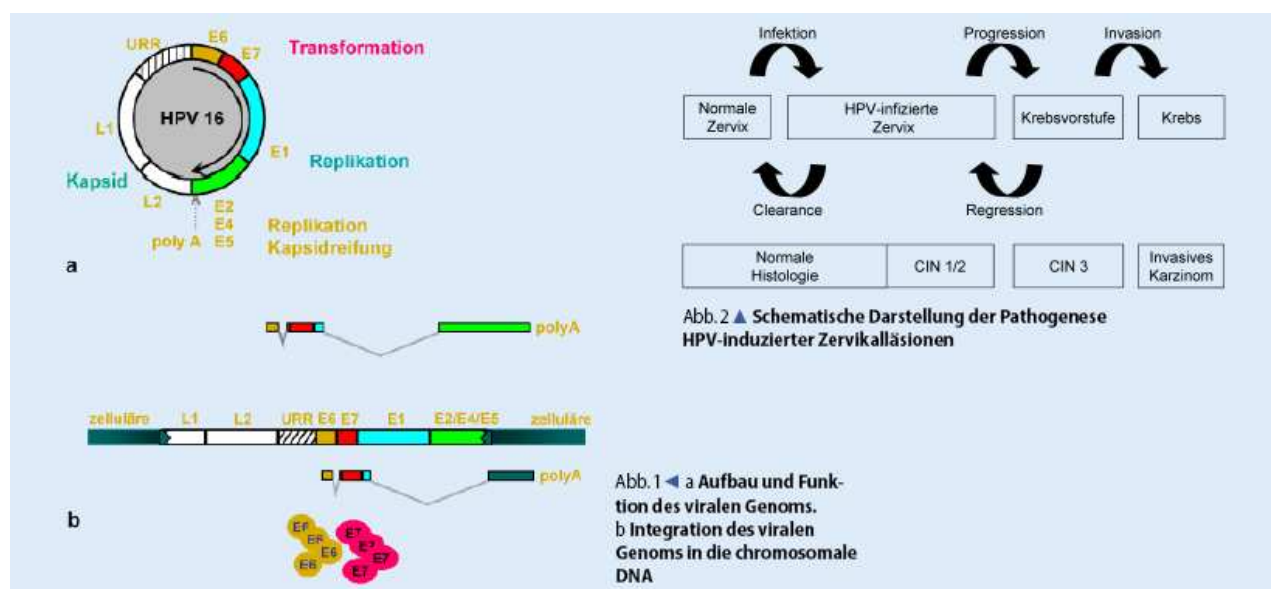 URR
E6
E7
Transformation
HPV 16
L1
E1
Replikation
Kapsid
L2
E2
E4
E5
Replikation
Kapsidreifung
poly A
a
polyA
zelluläre
L1
L2
URR
E6
E7
E1
E2/E4/E5
zelluläre
polyA
b
E6
E6
E6
E6
E7
E7
E7
E7
Abb. 1 ◄ a Aufbau und Funk-
tion des viralen Genoms.
b Integration des viralen
Genoms in die chromosomale
DNA
Infektion
Progression
Invasion
Normale
Zervix
HPV-infizierte
Zervix
Krebsvorstufe
Krebs
Clearance
Regression
Normale
Histologie
CIN 1/2
CIN 3
Invasives
Karzinom
Abb. 2 ▲ Schematische Darstellung der Pathogenese
HPV-induzierter Zervikalläsionen